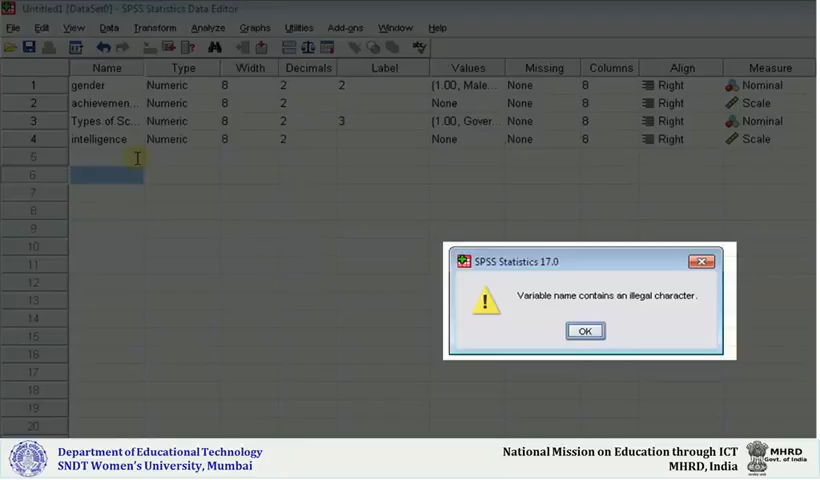 Untitled1 [DataSet0] - SPSS Statistics Data Editor
File Edit View Data Transform Analyze Graphs Utilities Add-ons Window Help
Name Type Width Decimals Label Values Missing Columns Align Measure
1 gender Numeric 8 2 2 {1.00, Male... None 8 Right Nominal
2 achievemen... Numeric 8 2 None None 8 Right Scale
3 Types of Sc... Numeric 8 2 3 {1.00, Gover... None 8 Right Nominal
4 intelligence Numeric 8 2 None None 8 Right Scale
5
6
7
8
9
10
11
12
13
14
15
16
17
18
19
20
SPSS Statistics 17.0
Variable name contains an illegal character.
OK
Department of Educational Technology
SNDT Women's University, Mumbai
National Mission on Education through ICT
MHRD, India
MHRD
Govt. of India